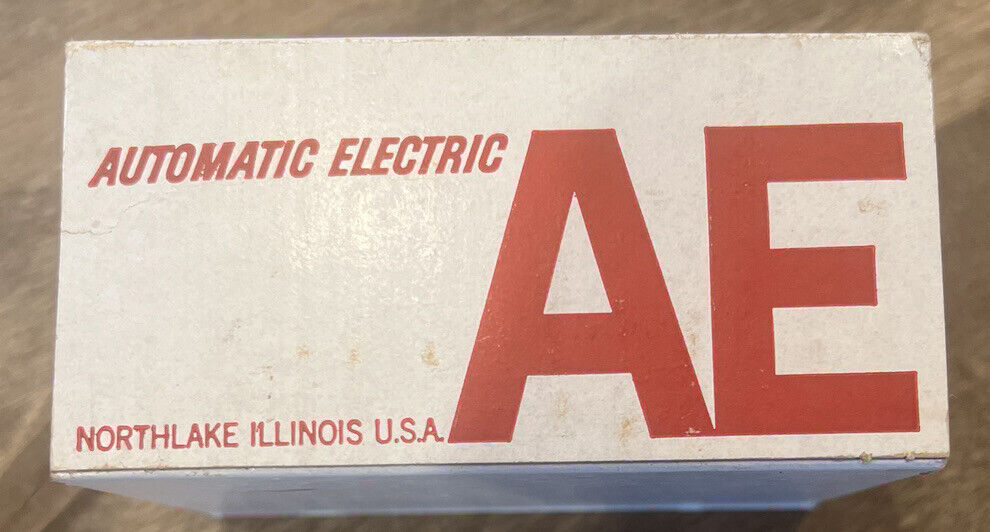 AUTOMATIC ELECTRIC
AE
NORTHLAKE ILLINOIS U.S.A.